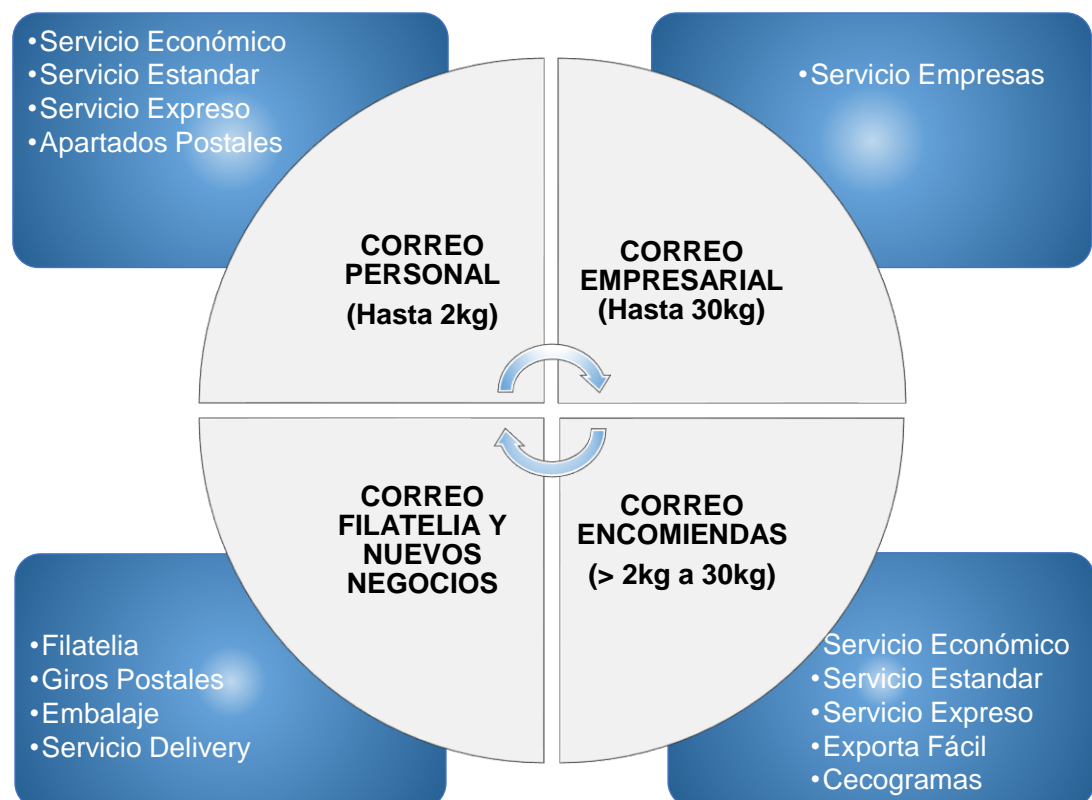 •Servicio Económico
•Servicio Estandar
•Servicio Expreso
•Apartados Postales
•Servicio Empresas
CORREO
PERSONAL
(Hasta 2kg)
CORREO
EMPRESARIAL
(Hasta 30kg)
CORREO
FILATELIA Y
NUEVOS
NEGOCIOS
CORREO
ENCOMIENDAS
(> 2kg a 30kg)
•Filatelia
•Giros Postales
•Embalaje
•Servicio Delivery
Servicio Económico
•Servicio Estandar
•Servicio Expreso
•Exporta Fácil
•Cecogramas